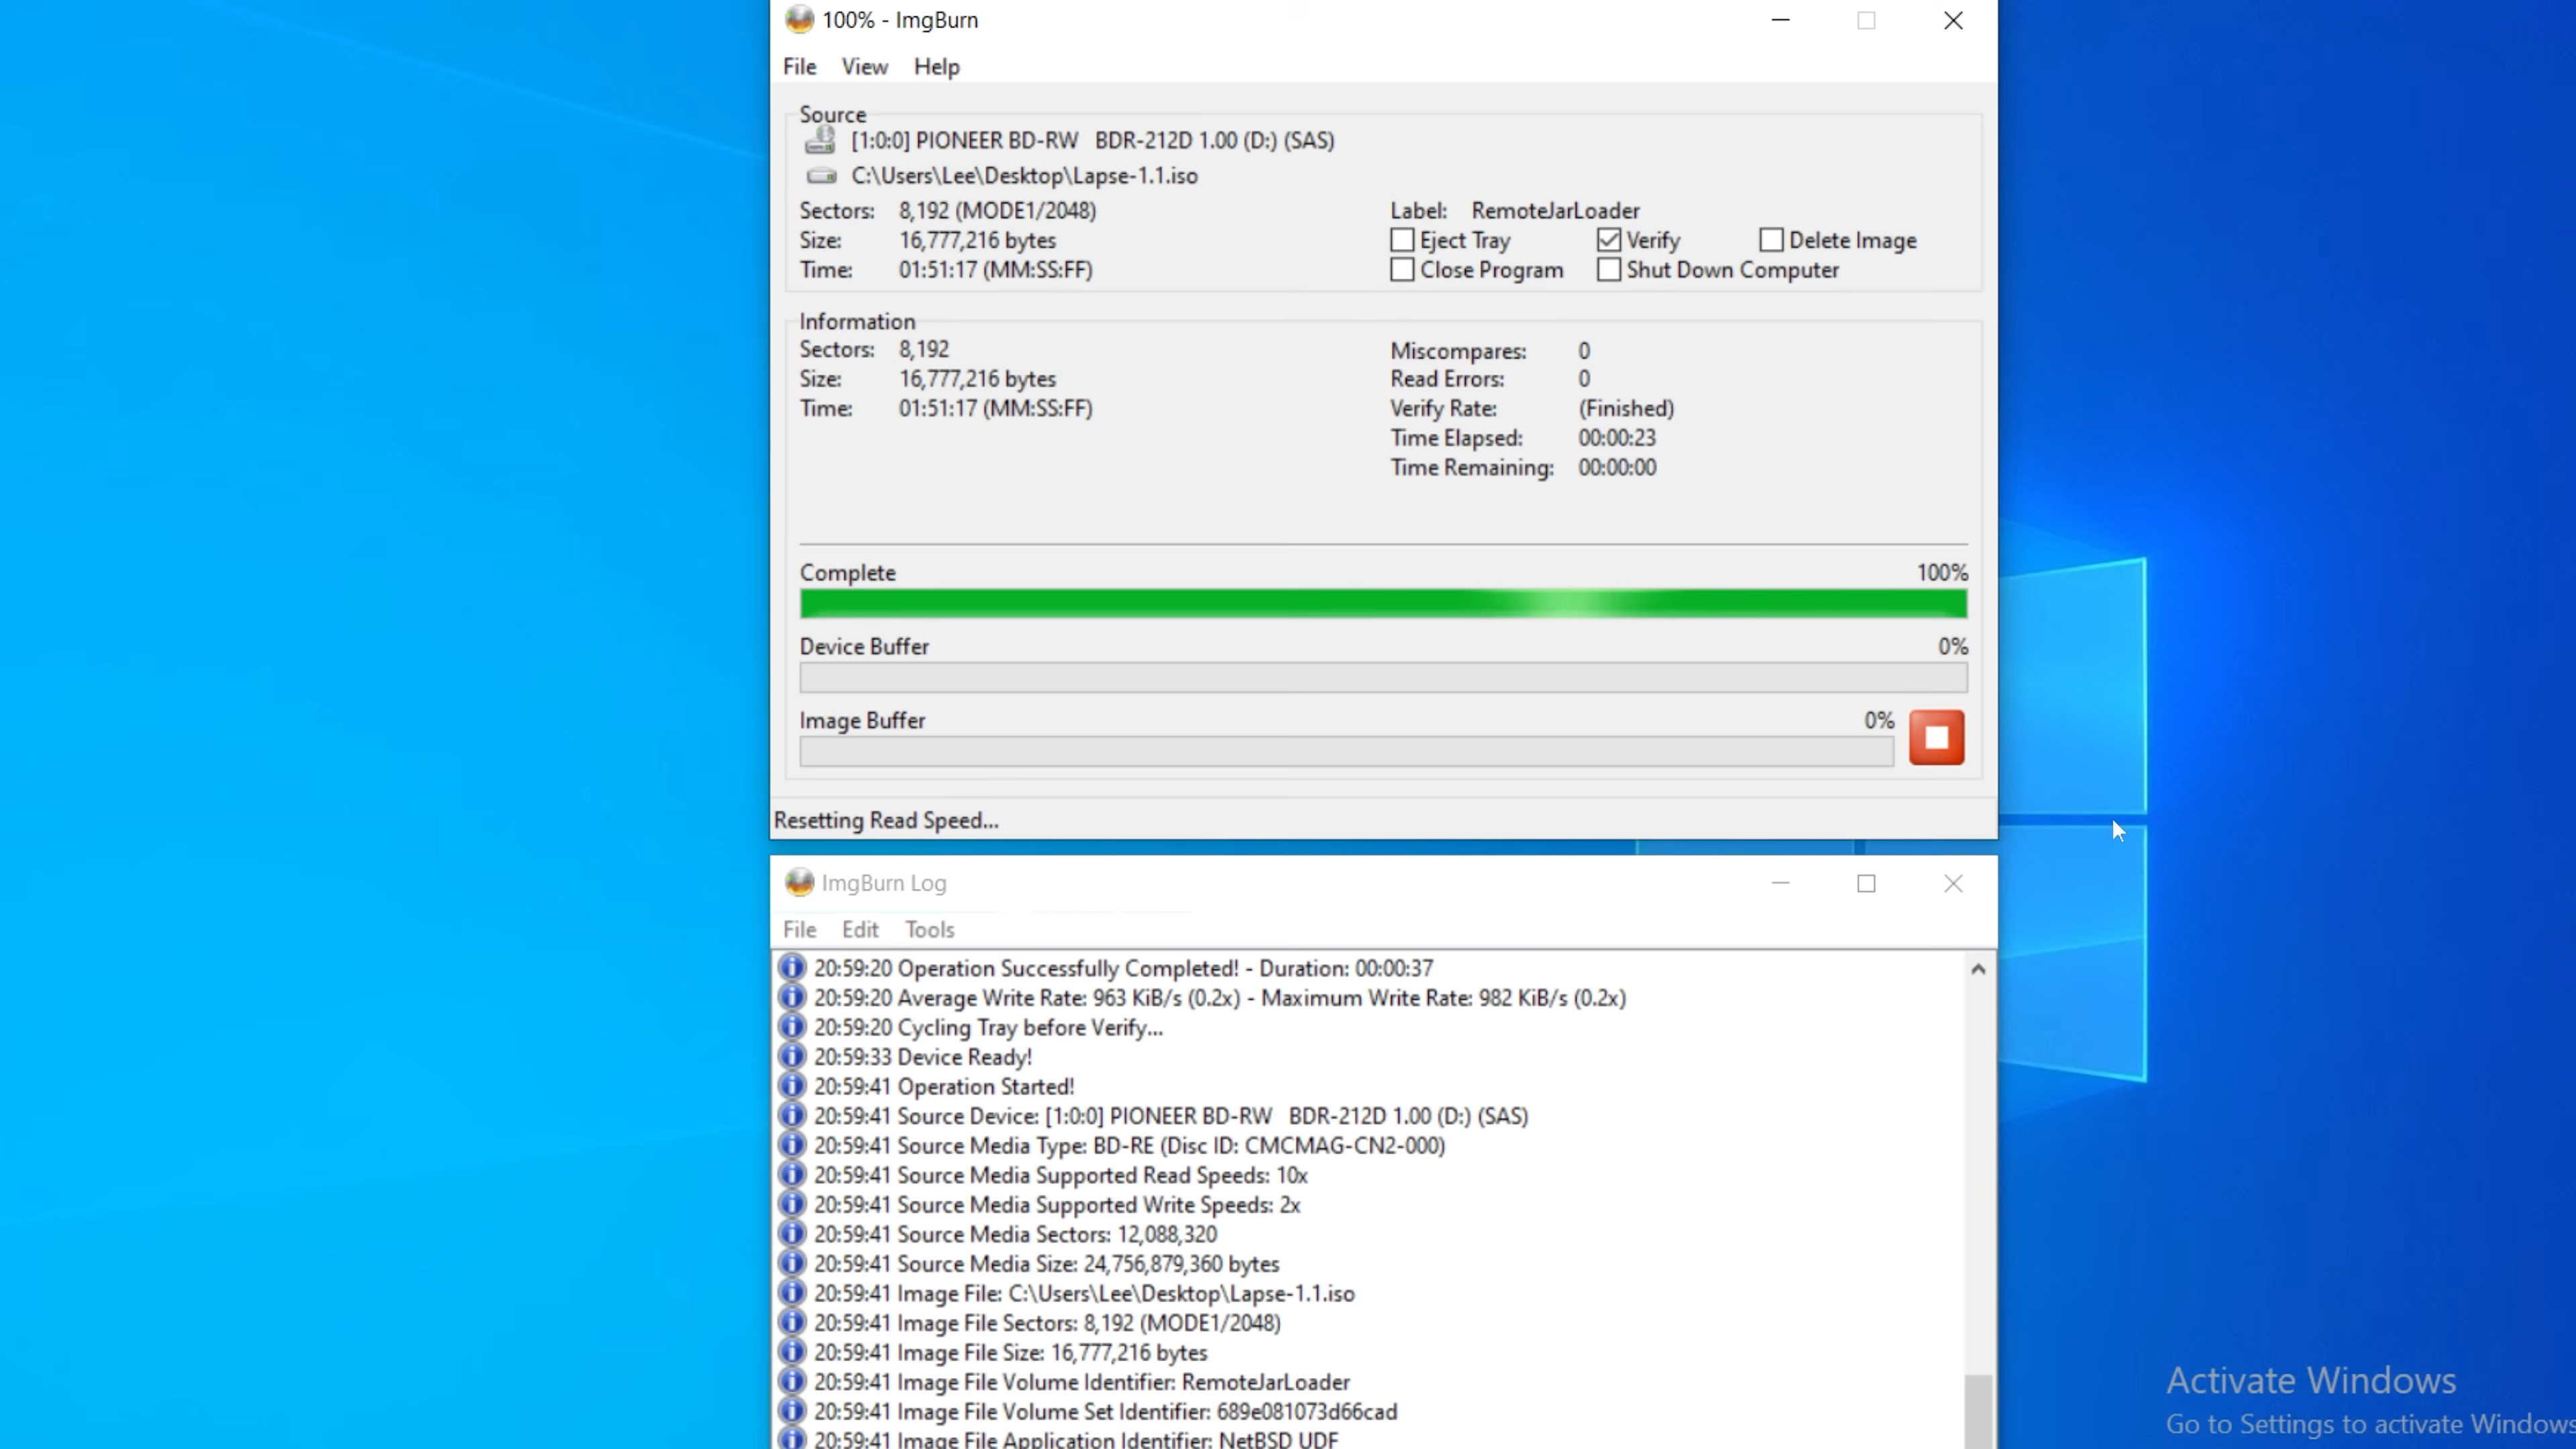 100% - ImgBurn
File View Help
Source
[1:0:0] PIONEER BD-RW BDR-212D 1.00 (D:) (SAS)
C:\Users\Lee\Desktop\Lapse-1.1.iso
Sectors: 8,192 (MODE1/2048) Label: RemoteJarLoader
Size: 16,777,216 bytes Eject Tray Verify Delete Image
Time: 01:51:17 (MM:SS:FF) Close Program Shut Down Computer
Information
Sectors: 8,192 Miscompares: 0
Size: 16,777,216 bytes Read Errors: 0
Time: 01:51:17 (MM:SS:FF) Verify Rate: (Finished)
Time Elapsed: 00:00:23
Time Remaining: 00:00:00
Complete 100%
Device Buffer 0%
Image Buffer 0%
Resetting Read Speed...
ImgBurn Log
File Edit Tools
20:59:20 Operation Successfully Completed! - Duration: 00:00:37
20:59:20 Average Write Rate: 963 KiB/s (0.2x) - Maximum Write Rate: 982 KiB/s (0.2x)
20:59:20 Cycling Tray before Verify...
20:59:33 Device Ready!
20:59:41 Operation Started!
20:59:41 Source Device: [1:0:0] PIONEER BD-RW BDR-212D 1.00 (D:) (SAS)
20:59:41 Source Media Type: BD-RE (Disc ID: CMCMAG-CN2-000)
20:59:41 Source Media Supported Read Speeds: 10x
20:59:41 Source Media Supported Write Speeds: 2x
20:59:41 Source Media Sectors: 12,088,320
20:59:41 Source Media Size: 24,756,879,360 bytes
20:59:41 Image File: C:\Users\Lee\Desktop\Lapse-1.1.iso
20:59:41 Image File Sectors: 8,192 (MODE1/2048)
20:59:41 Image File Size: 16,777,216 bytes
20:59:41 Image File Volume Identifier: RemoteJarLoader
20:59:41 Image File Volume Set Identifier: 689e081073d66cad
20:59:41 Image File Application Identifier: NetBSD UDF
Activate Windows
Go to Settings to activate Windows